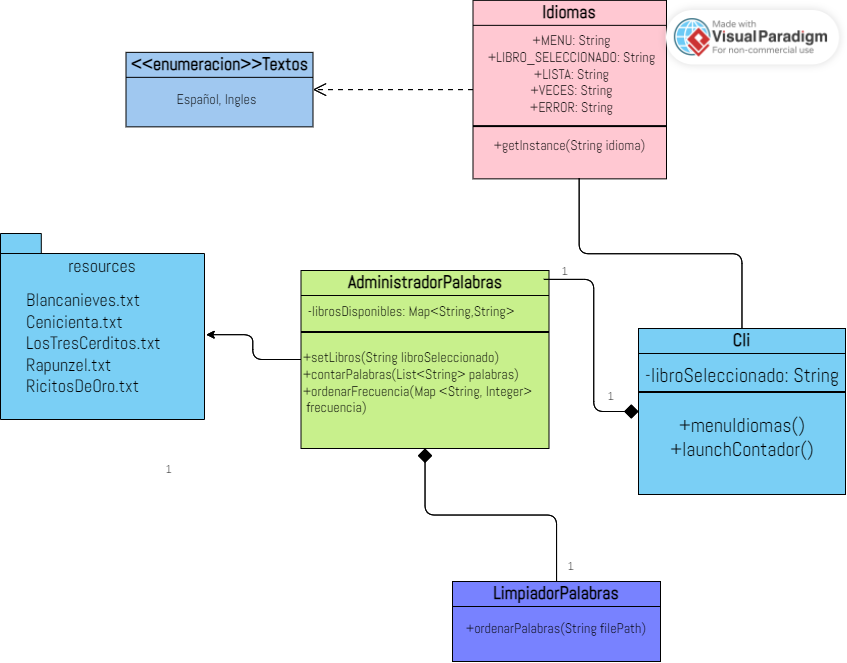 Idiomas
+MENU: String
+LIBRO_SELECCIONADO: String
+LISTA: String
+VECES: String
+ERROR: String
+getInstance(String idioma)
Made with
VisualParadigm
For non-commercial use
<<enumeracion>>Textos
Español, Ingles
resources
Blancanieves.txt
Cenicienta.txt
LosTresCerditos.txt
Rapunzel.txt
RicitosDeOro.txt
1
AdministradorPalabras
-librosDisponibles: Map<String,String>
+setLibros(String libroSeleccionado)
+contarPalabras(List<String> palabras)
+ordenarFrecuencia(Map <String, Integer>
frecuencia)
1
1
Cli
-libroSeleccionado: String
+menuIdiomas()
+launchContador()
1
LimpiadorPalabras
+ordenarPalabras(String filePath)